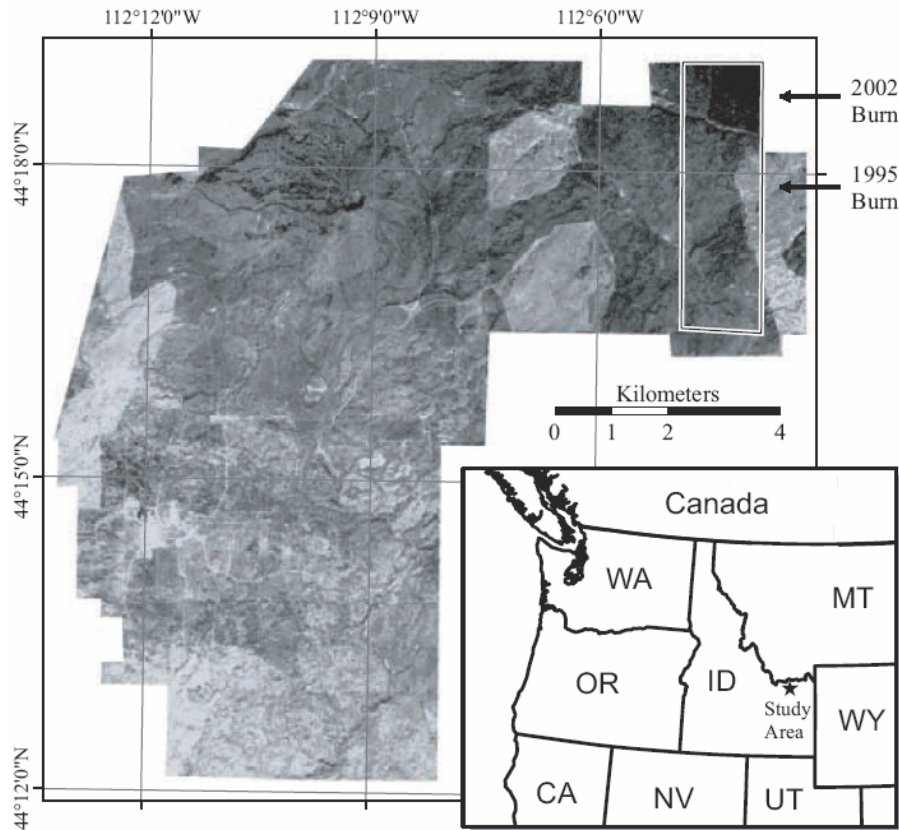 112°12'0"W
112°9'0"W
112°6'0"W
2002
Burn
44°18'0"N
1995
Burn
Kilometers
0 1 2 4
44°15'0"N
Canada
WA
MT
OR
ID
Study
Area
WY
CA
NV
UT
44°12'0"N